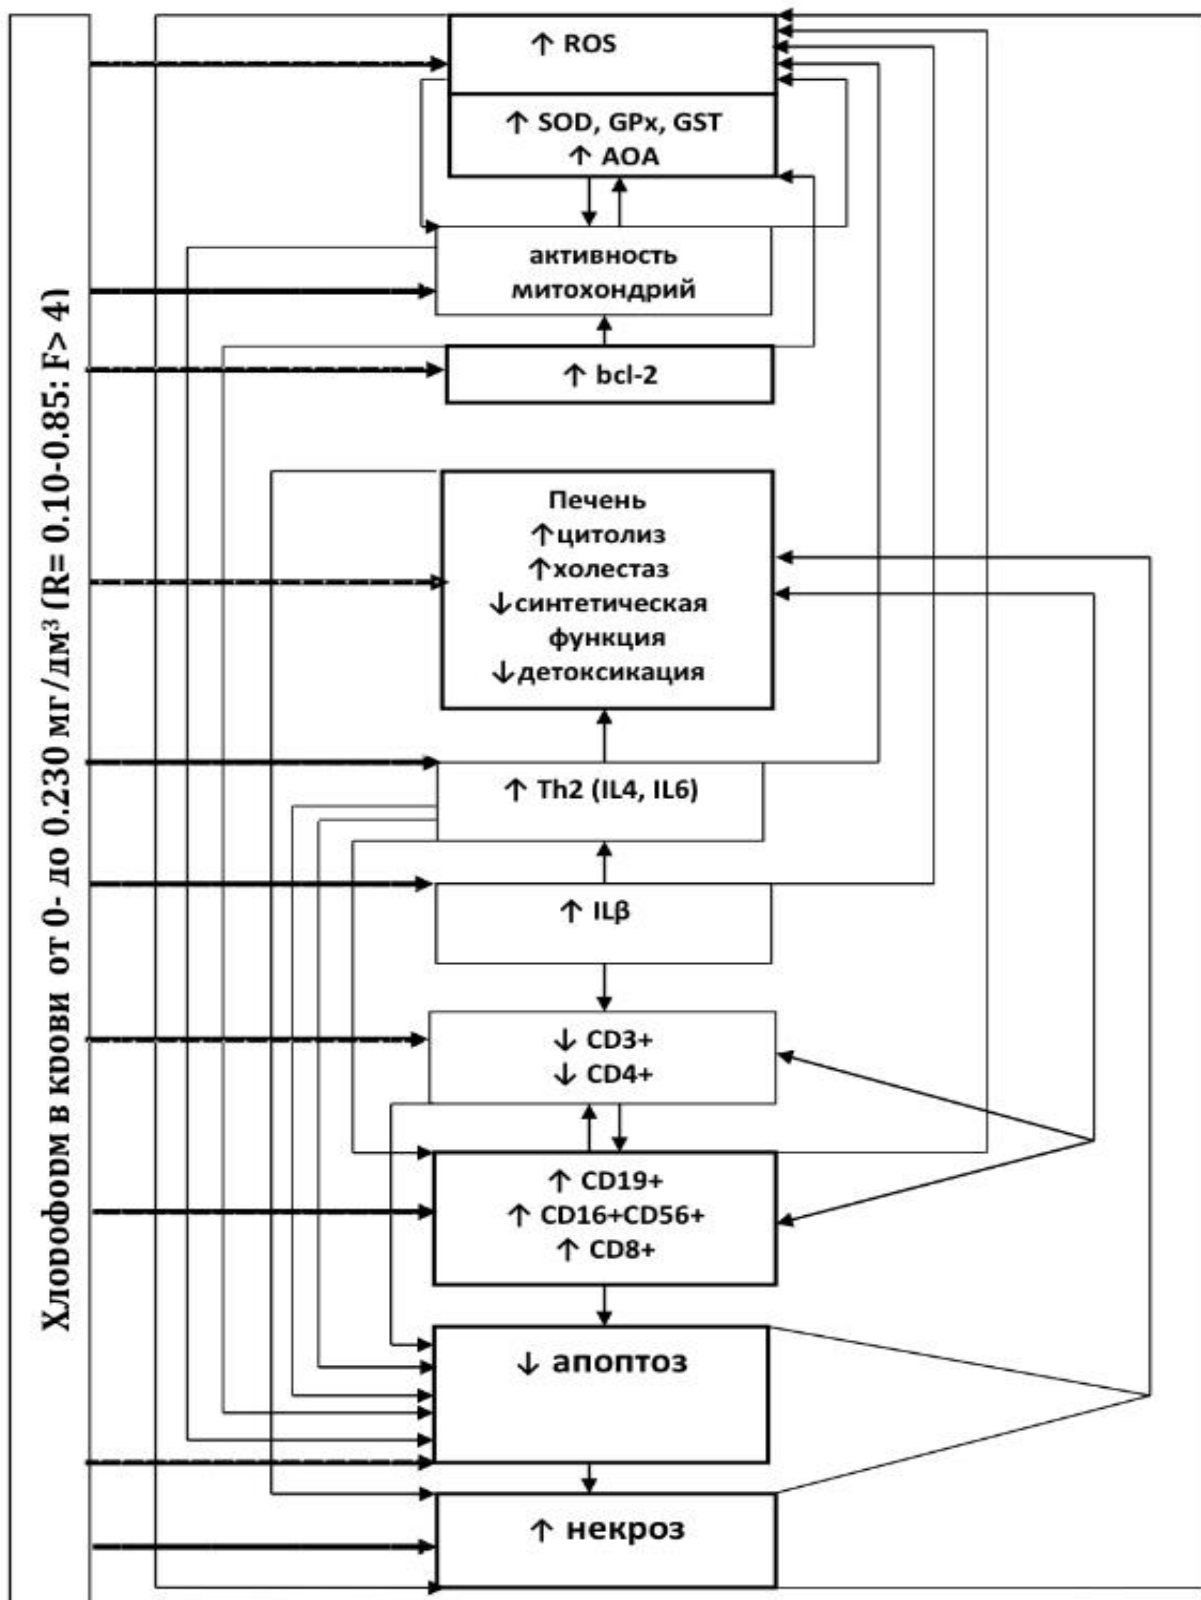 Хлороформ в крови от 0- до 0.230 мг/дм³ (R= 0.10-0.85: F> 4)
↑ ROS
↑ SOD, GPx, GST
↑ AOA
активность
митохондрий
↑ bcl-2
Печень
↑цитолиз
↑холестаз
↓синтетическая
функция
↓детоксикация
↑ Th2 (IL4, IL6)
↑ ILβ
↓ CD3+
↓ CD4+
↑ CD19+
↑ CD16+CD56+
↑ CD8+
↓ апоптоз
↑ некроз